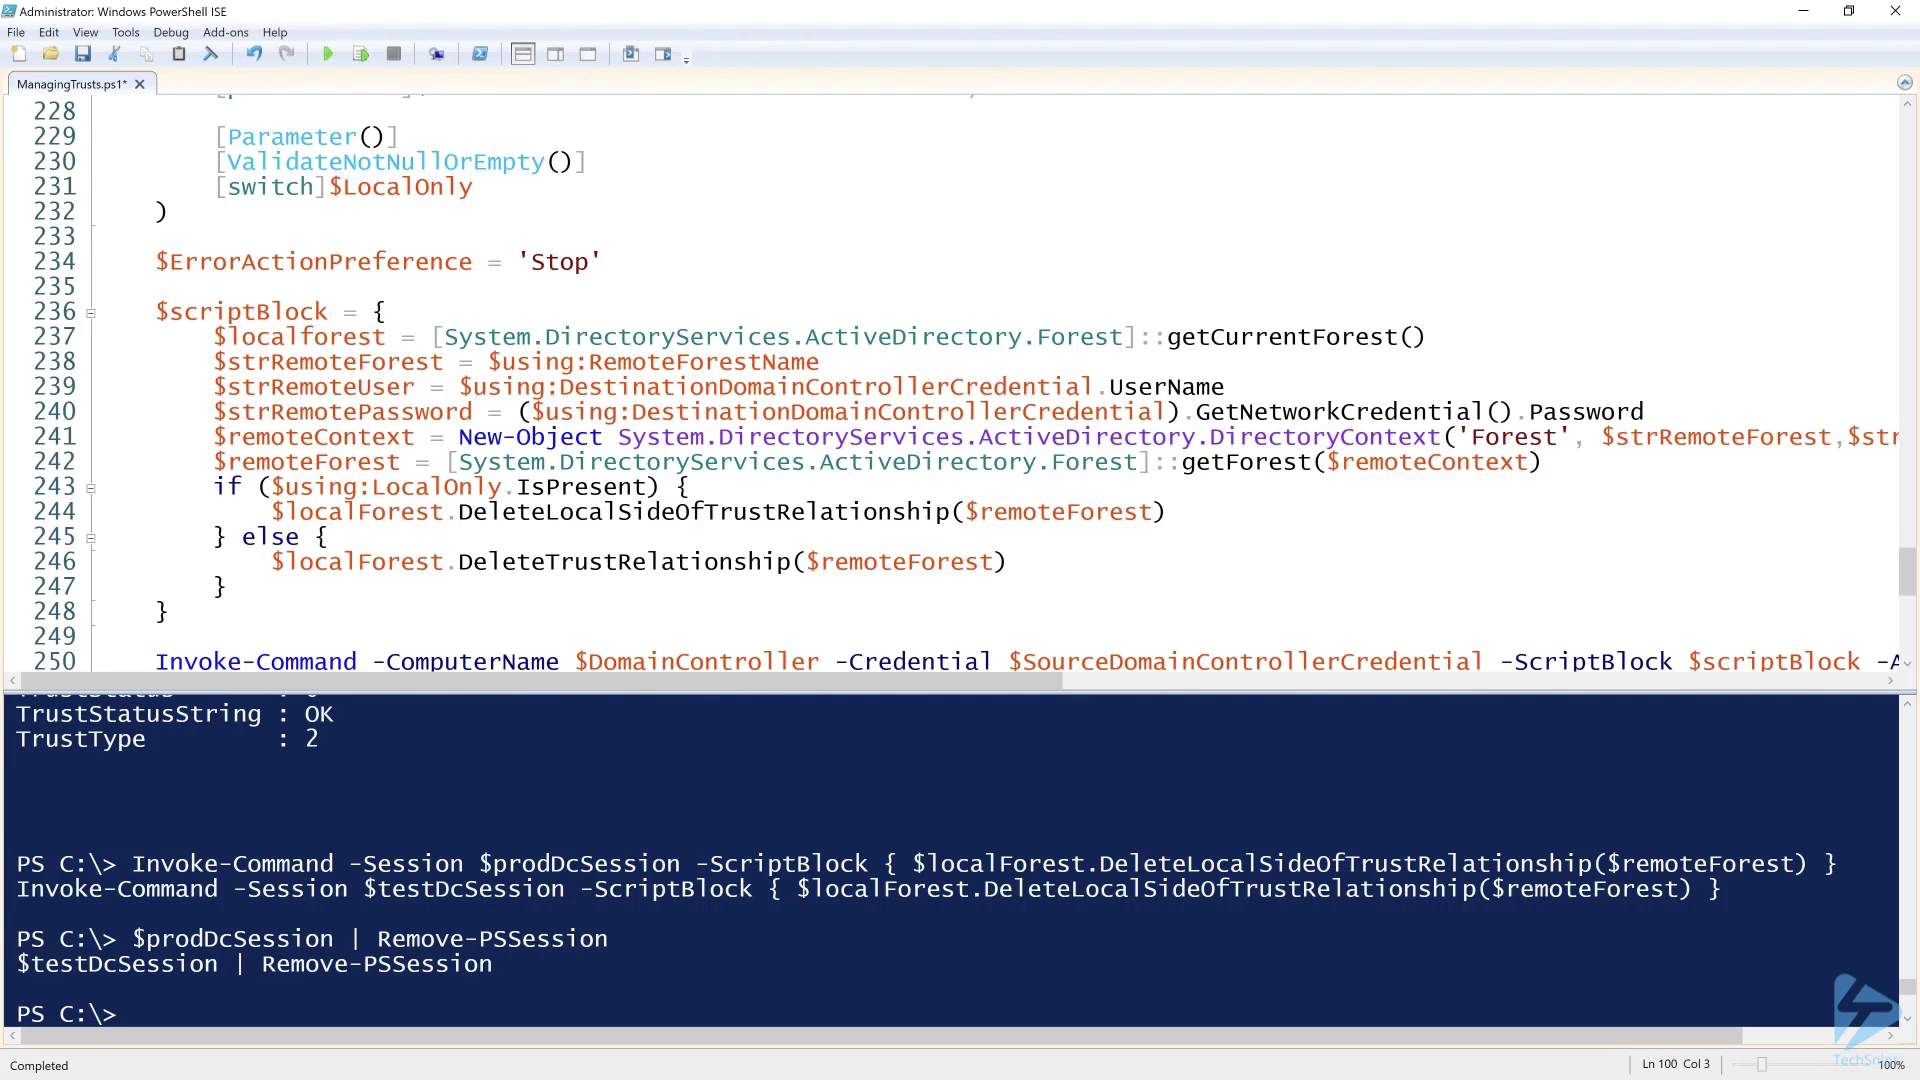 Administrator: Windows PowerShell ISE
File Edit View Tools Debug Add-ons Help
ManagingTrusts.ps1*
228
229 [Parameter()]
230 [ValidateNotNullOrEmpty()]
231 [switch]$LocalOnly
232 )
233
234 $ErrorActionPreference = 'Stop'
235
236 $scriptBlock = {
237 $localforest = [System.DirectoryServices.ActiveDirectory.Forest]::getCurrentForest()
238 $strRemoteForest = $using:RemoteForestName
239 $strRemoteUser = $using:DestinationDomainControllerCredential.UserName
240 $strRemotePassword = ($using:DestinationDomainControllerCredential).GetNetworkCredential().Password
241 $remoteContext = New-Object System.DirectoryServices.ActiveDirectory.DirectoryContext('Forest', $strRemoteForest,$str
242 $remoteForest = [System.DirectoryServices.ActiveDirectory.Forest]::getForest($remoteContext)
243 if ($using:LocalOnly.IsPresent) {
244 $localForest.DeleteLocalSideOfTrustRelationship($remoteForest)
245 } else {
246 $localForest.DeleteTrustRelationship($remoteForest)
247 }
248 }
249
250 Invoke-Command -ComputerName $DomainController -Credential $SourceDomainControllerCredential -ScriptBlock $scriptBlock -A
TrustStatusString : OK
TrustType : 2
PS C:\> Invoke-Command -Session $prodDcSession -ScriptBlock { $localForest.DeleteLocalSideOfTrustRelationship($remoteForest) }
Invoke-Command -Session $testDcSession -ScriptBlock { $localForest.DeleteLocalSideOfTrustRelationship($remoteForest) }
PS C:\> $prodDcSession | Remove-PSSession
$testDcSession | Remove-PSSession
PS C:\>
Completed
Ln 100 Col 3
100%